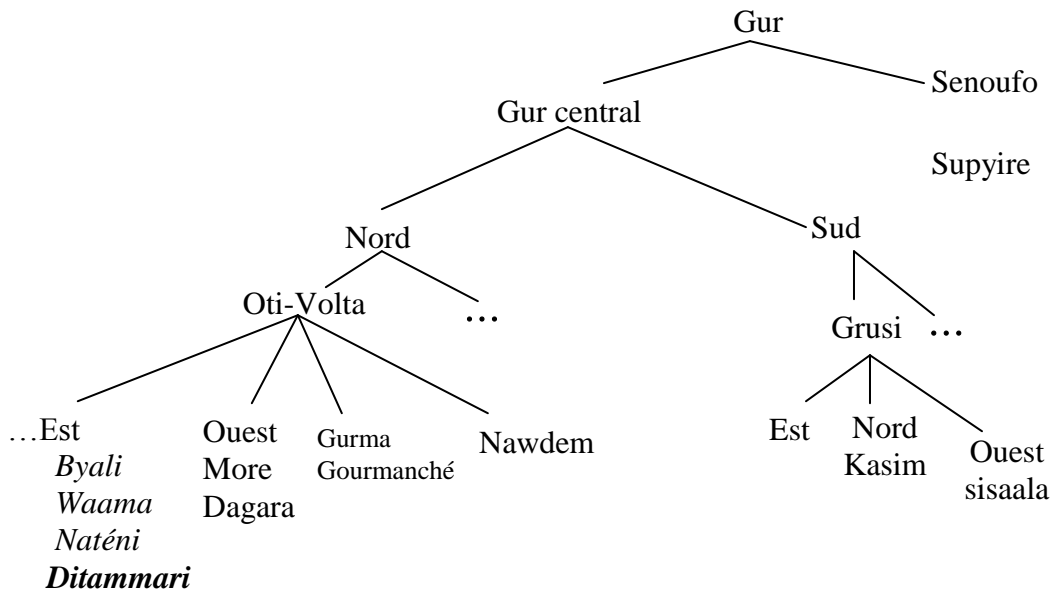 Gur
Senoufo
Gur central
Supyire
Nord
Sud
Oti-Volta
...
Grusi
...
...Est
Byali
Waama
Naténi
Ditammari
Ouest
More
Dagara
Gurma
Gourmanché
Nawdem
Est
Nord
Kasim
Ouest
sisaala